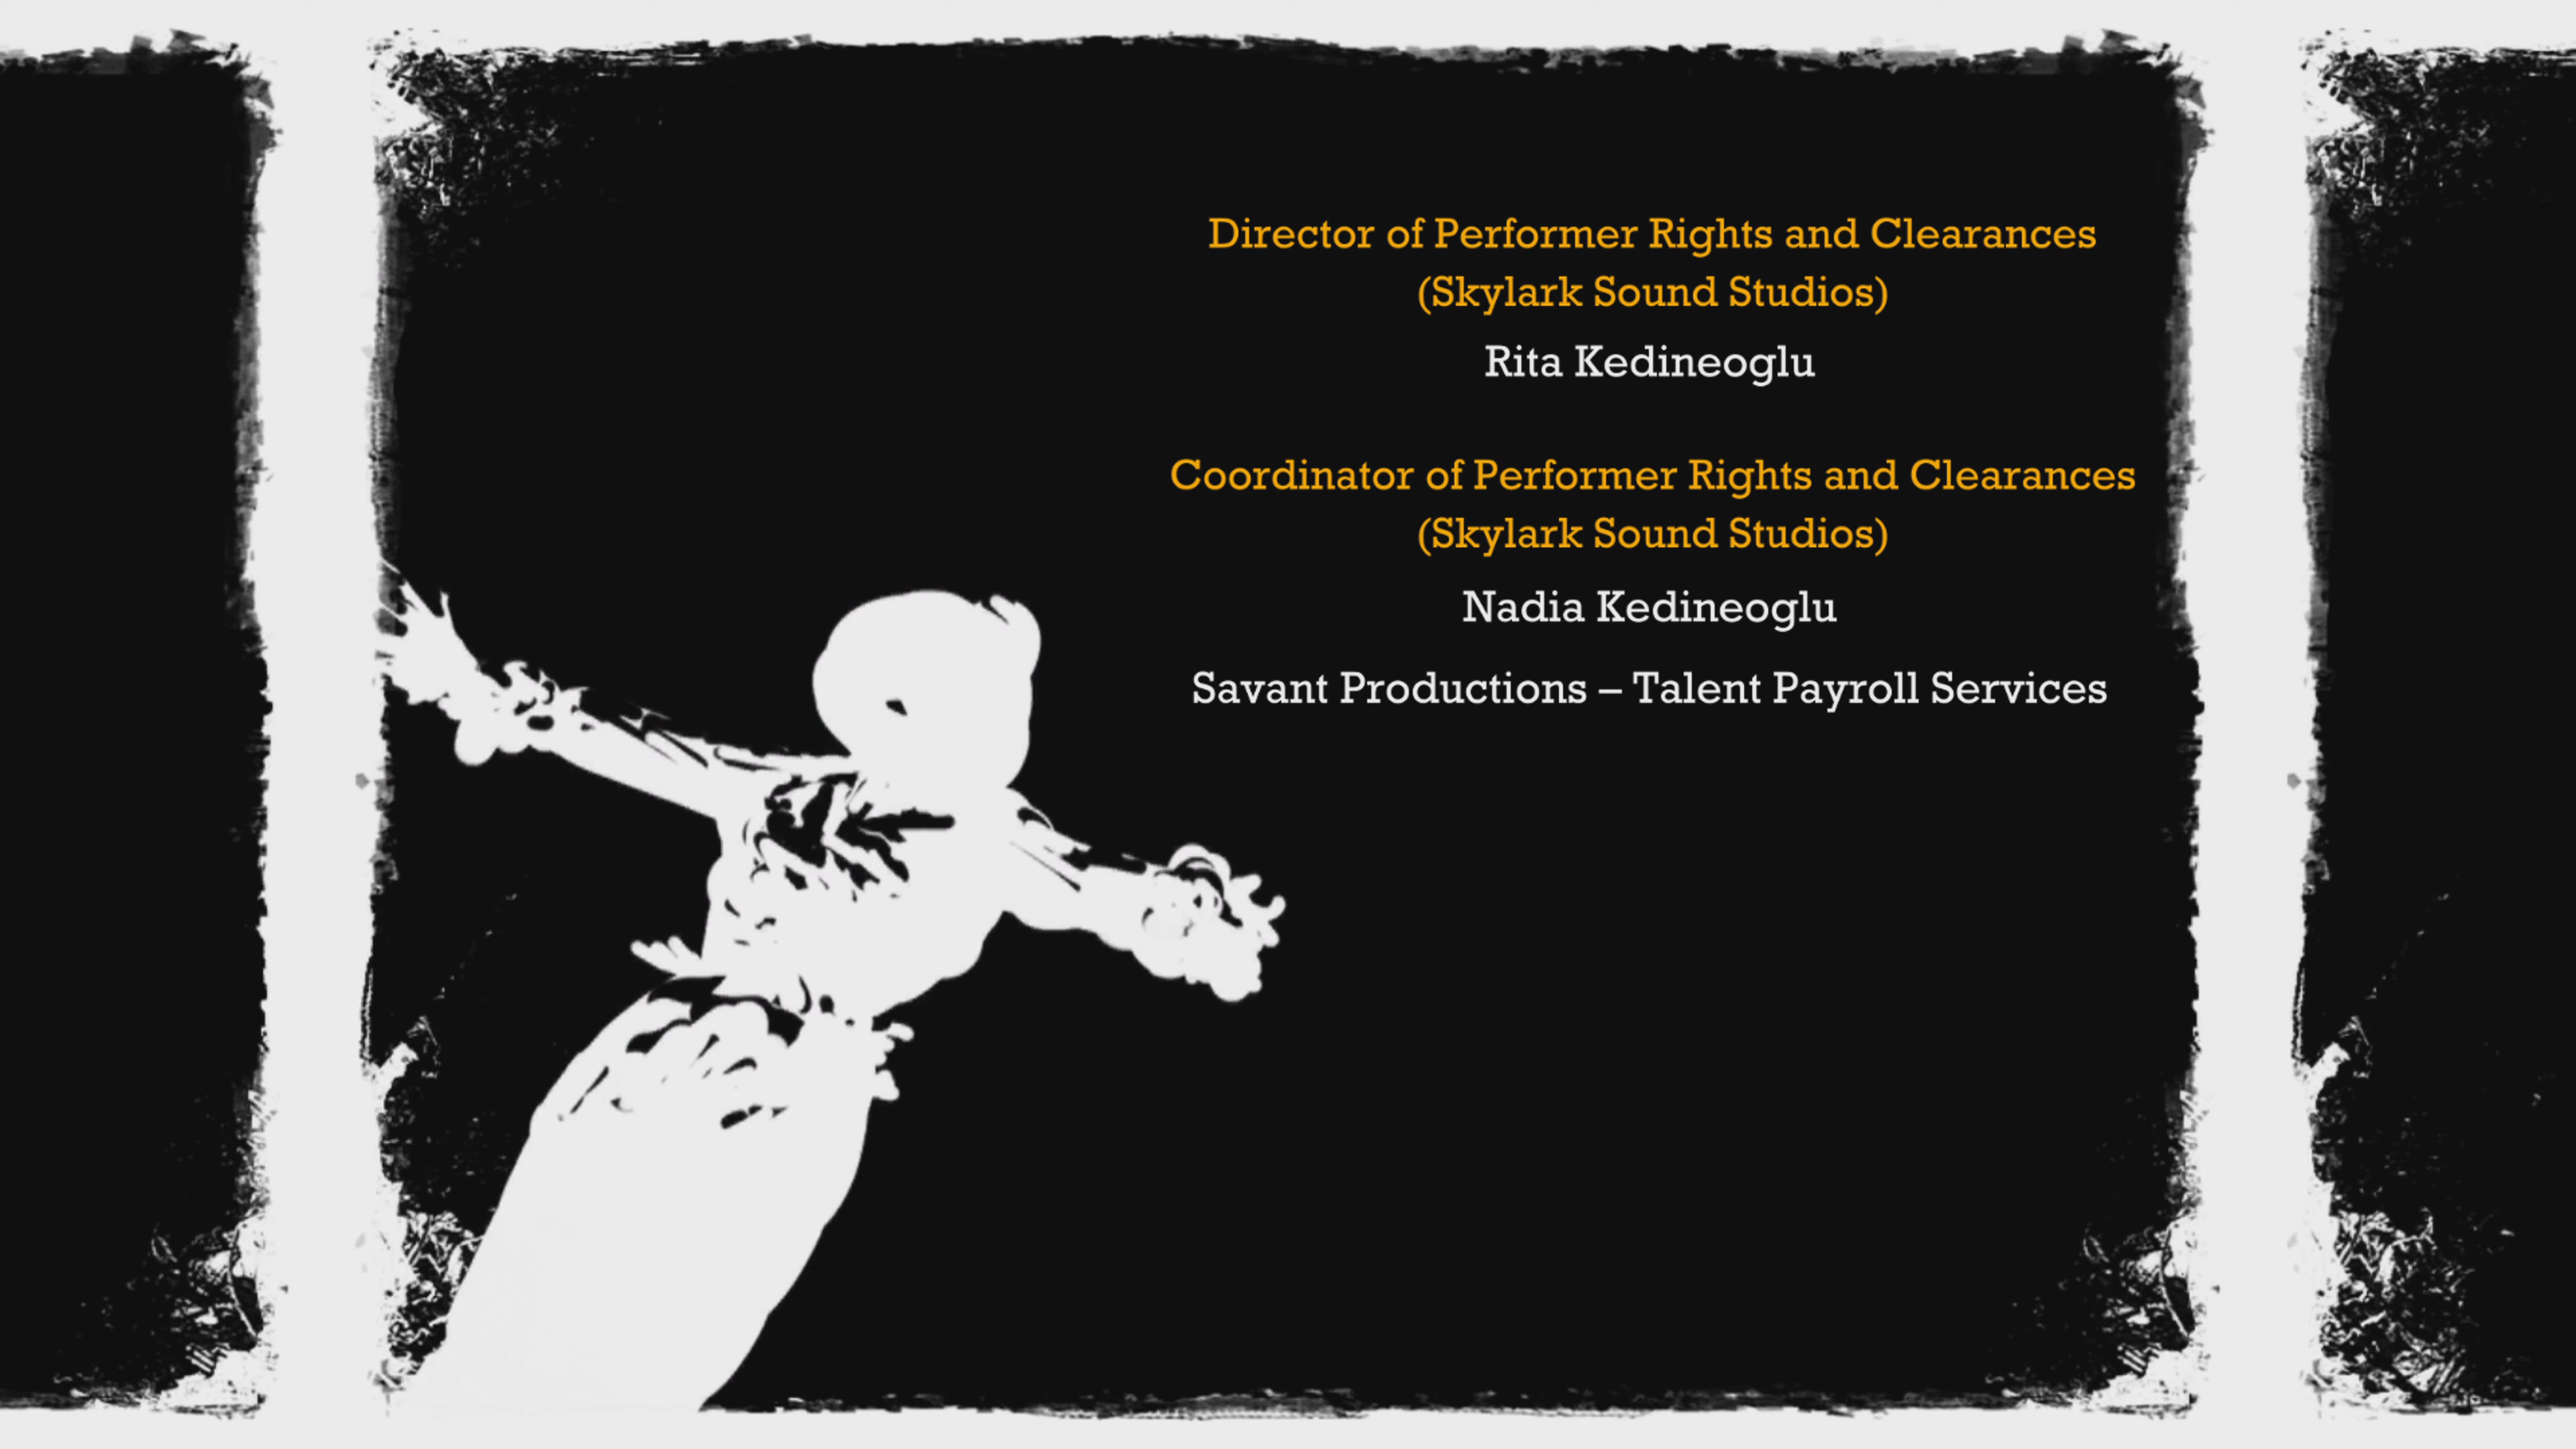 Director of Performer Rights and Clearances
(Skylark Sound Studios)
Rita Kedineoglu
Coordinator of Performer Rights and Clearances
(Skylark Sound Studios)
Nadia Kedineoglu
Savant Productions – Talent Payroll Services